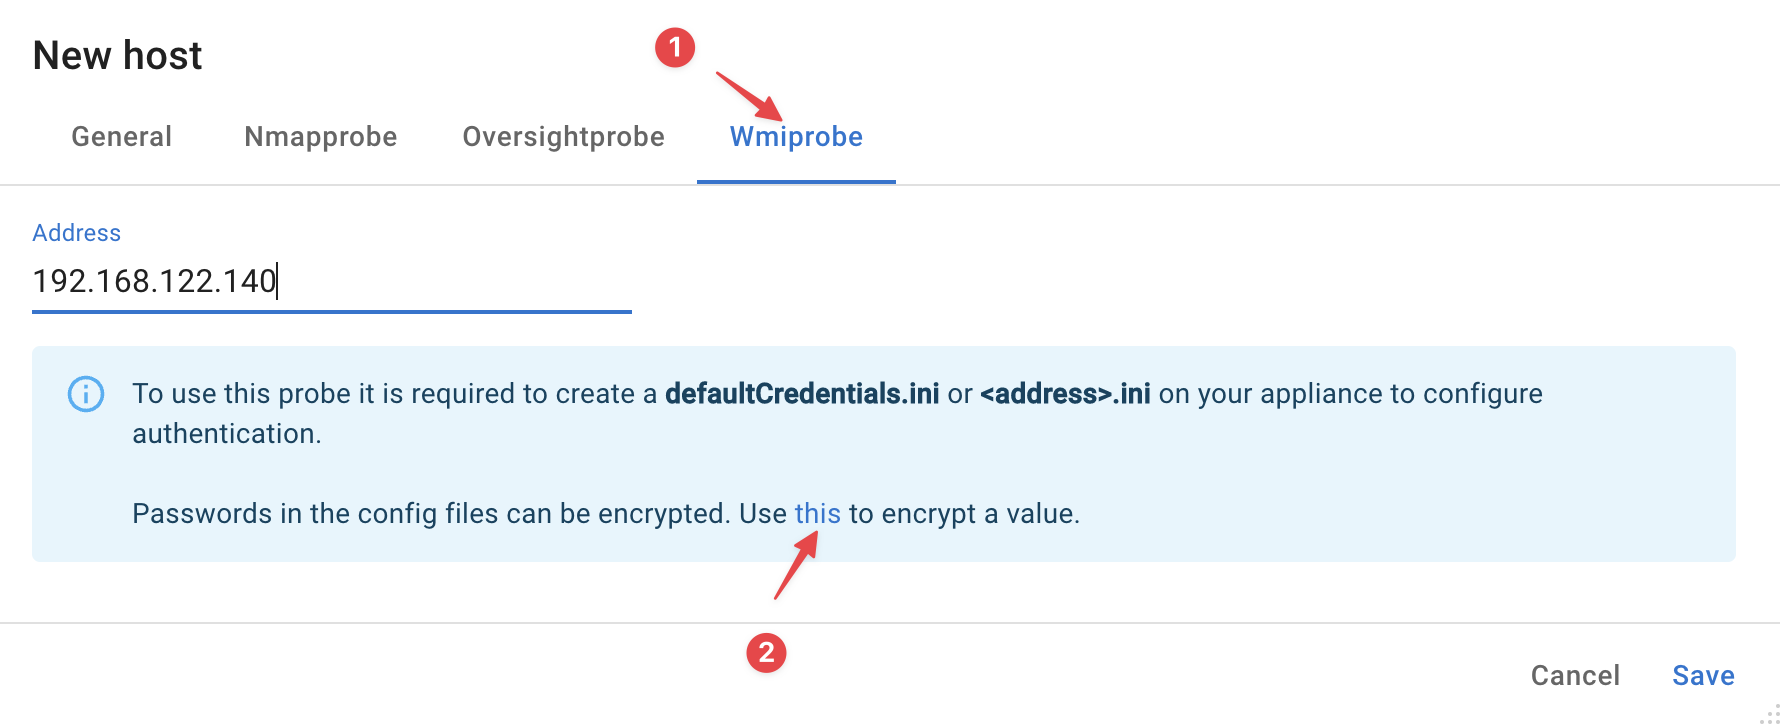 New host
1
General Nmapprobe Oversightprobe Wmiprobe
Address
192.168.122.140
To use this probe it is required to create a defaultCredentials.ini or <address>.ini on your appliance to configure
authentication.
Passwords in the config files can be encrypted. Use this to encrypt a value.
2
Cancel Save